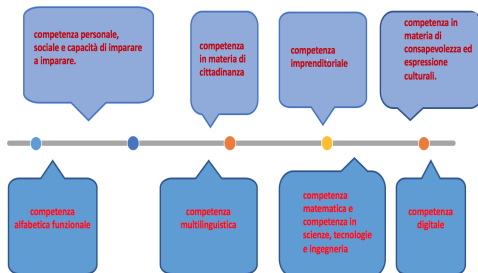 competenza personale,
sociale e capacità di imparare
a imparare.
competenza
in materia di
cittadinanza
competenza
imprenditoriale
competenza in
materia di
consapevolezza ed
espressione
culturali.
competenza
alfabetica funzionale
competenza
multilinguistica
competenza
matematica e
competenza in
scienze, tecnologie
e ingegneria
competenza
digitale